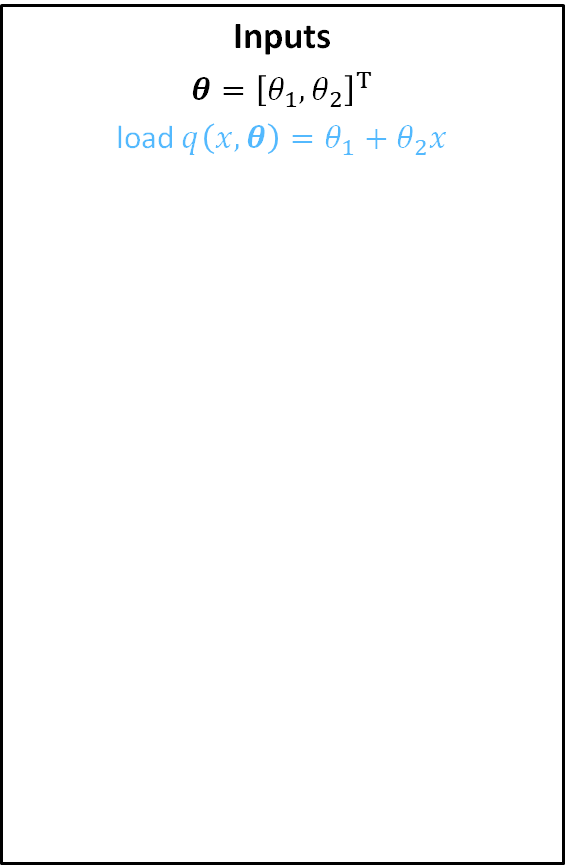 Inputs
𝜽 = [θ₁, θ₂]ᵀ
load q(x, 𝜽) = θ₁ + θ₂x